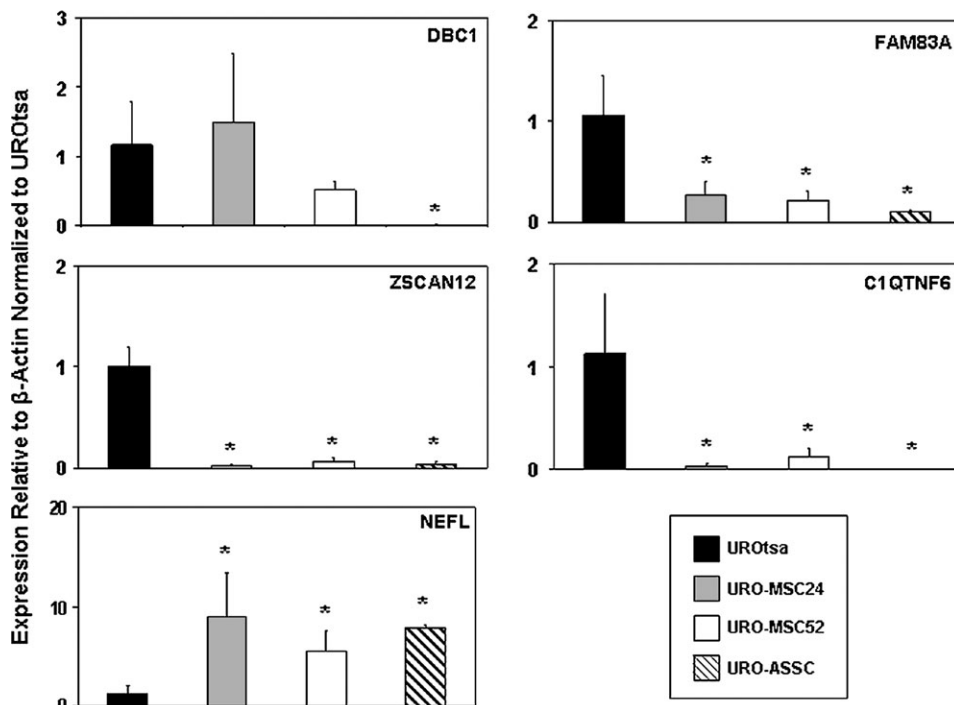 Expression Relative to β-Actin Normalized to UROtsa
DBC1
3
2
1
0
*
FAM83A
2
1
0
* * *
ZSCAN12
2
1
0
* * *
C1QTNF6
2
1
0
* * *
NEFL
20
10
0
* * *
UROtsa
URO-MSC24
URO-MSC52
URO-ASSC